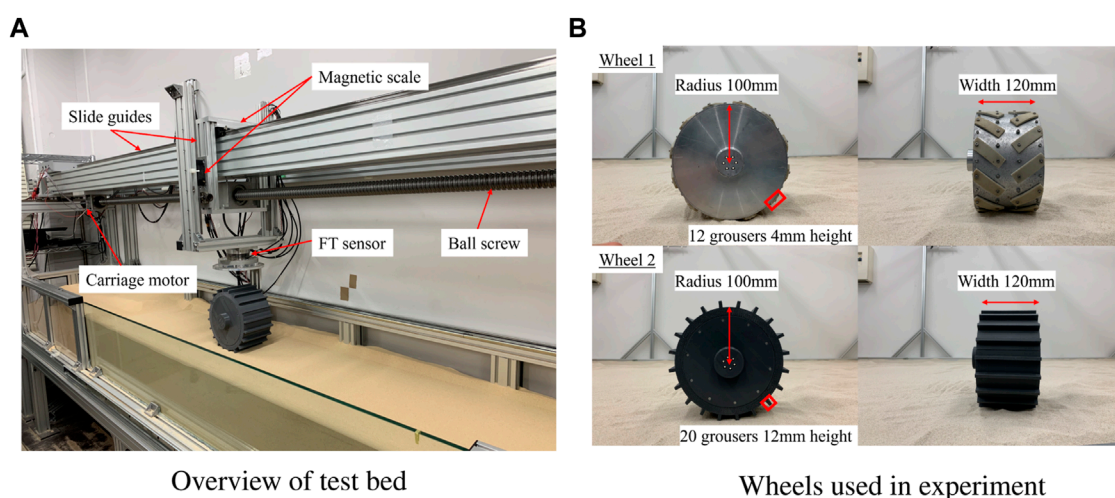 A
Magnetic scale
Slide guides
FT sensor
Ball screw
Carriage motor
Overview of test bed
B
Wheel 1
Radius 100mm
Width 120mm
12 grousers 4mm height
Wheel 2
Radius 100mm
Width 120mm
20 grousers 12mm height
Wheels used in experiment